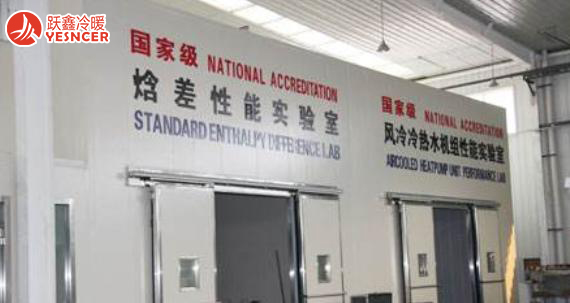 跃鑫冷暖
YESNCER
国家级 NATIONAL ACCREDITATION
焓差性能实验室
STANDARD ENTHALPY DIFFERENCE LAB
国家级 NATIONAL ACCREDITATION
风冷冷热水机组性能实验室
AIRCOOLED HEATPUMP UNIT PERFORMANCE LAB